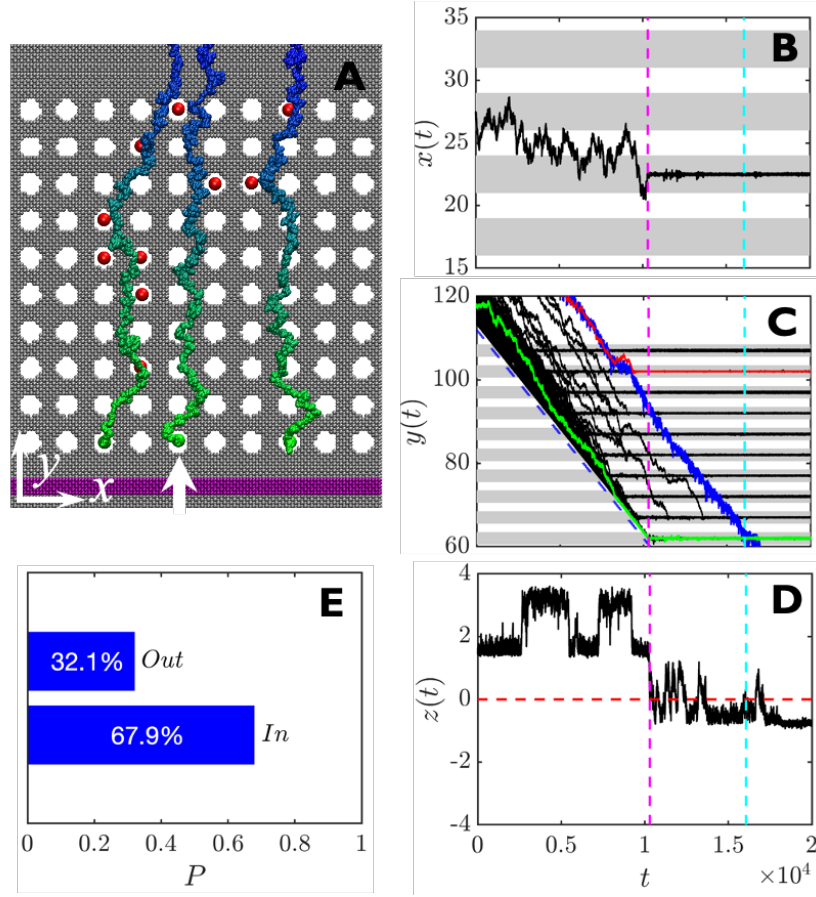 A
y
x
B
35
30
25
20
15
x(t)
C
120
100
80
60
y(t)
E
32.1% Out
67.9% In
0 0.2 0.4 0.6 0.8 1
P
D
4
2
0
-2
-4
z(t)
0 0.5 1 1.5 2
t
×10⁴